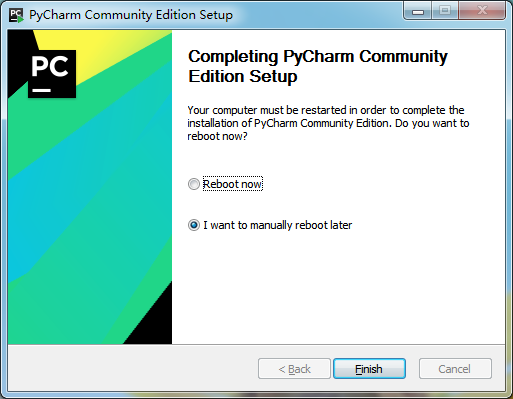 PyCharm Community Edition Setup
PC
Completing PyCharm Community
Edition Setup
Your computer must be restarted in order to complete the
installation of PyCharm Community Edition. Do you want to
reboot now?
Reboot now
I want to manually reboot later
< Back
Finish
Cancel